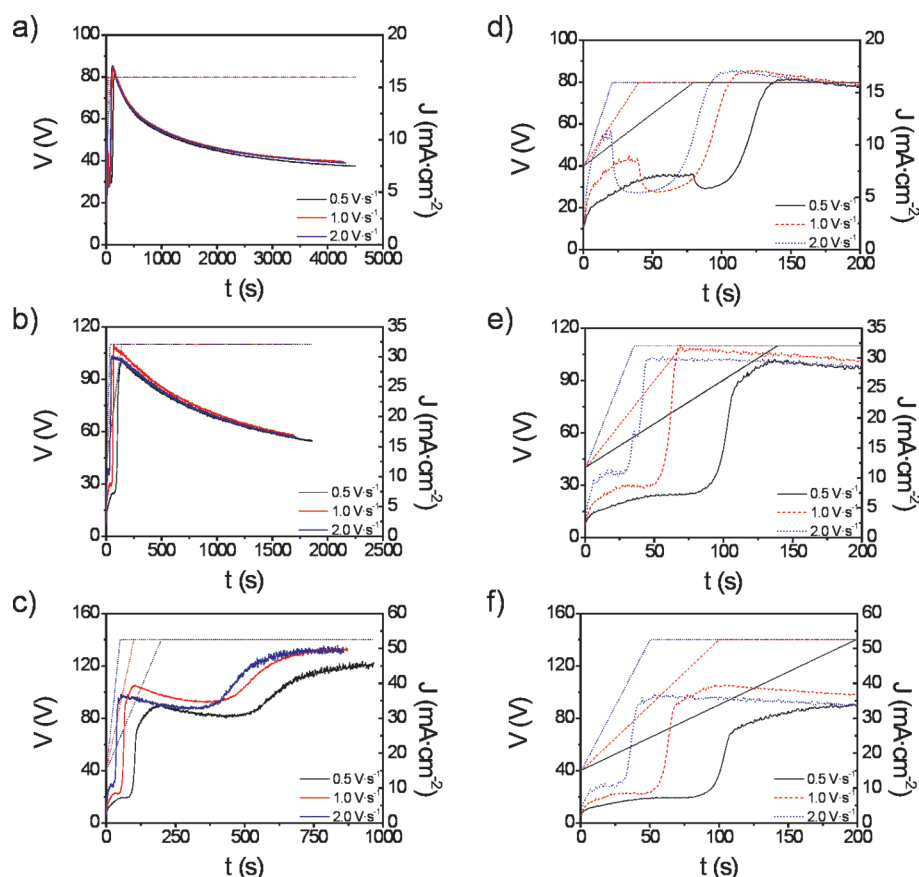 a)
100
80
60
40
20
0
V (V)
20
15
10
5
0
J (mA·cm-2)
0.5 V·s-1
1.0 V·s-1
2.0 V·s-1
0 1000 2000 3000 4000 5000
t (s)
d)
100
80
60
40
20
0
V (V)
20
15
10
5
0
J (mA·cm-2)
0.5 V·s-1
1.0 V·s-1
2.0 V·s-1
0 50 100 150 200
t (s)
b)
120
90
60
30
0
V (V)
35
30
25
20
15
10
5
0
J (mA·cm-2)
0.5 V·s-1
1.0 V·s-1
2.0 V·s-1
0 500 1000 1500 2000 2500
t (s)
e)
120
90
60
30
0
V (V)
35
30
25
20
15
10
5
0
J (mA·cm-2)
0.5 V·s-1
1.0 V·s-1
2.0 V·s-1
0 50 100 150 200
t (s)
c)
160
120
80
40
0
V (V)
60
50
40
30
20
10
0
J (mA·cm-2)
0.5 V·s-1
1.0 V·s-1
2.0 V·s-1
0 250 500 750 1000
t (s)
f)
160
120
80
40
0
V (V)
60
50
40
30
20
10
0
J (mA·cm-2)
0.5 V·s-1
1.0 V·s-1
2.0 V·s-1
0 50 100 150 200
t (s)